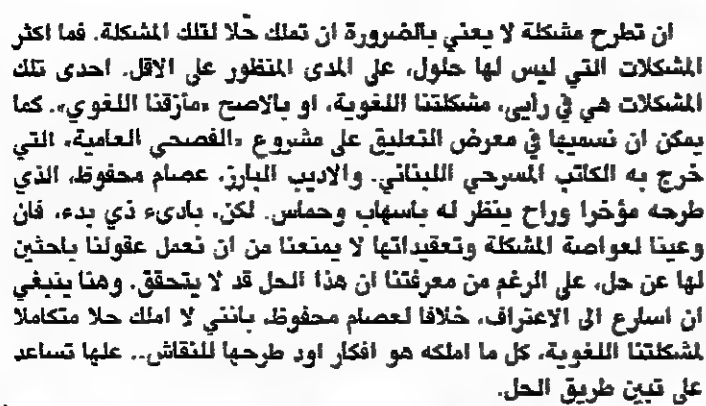 ان تطرح مشكلة لا يعني بالضرورة ان تملك حلا لتلك المشكلة. فما اكثر
المشكلات التي ليس لها حلول، على المدى المنظور على الاقل. احدى تلك
المشكلات هي في رأيي، مشكلتنا اللغوية، او بالاصح «مأزقنا اللغوي». كما
يمكن ان نسميها في معرض التعليق على مشروع «الفصحى العامية» التي
خرج به الكاتب المسرحي اللبناني.. والاديب البارز، عصام محفوظ، الذي
طرحه مؤخرا وراح ينظر له باسهاب وحماس. لكن، باديء ذي بدء، فان
وعينا لعواصة المشكلة وتعقيداتها لا يمنعنا من ان نعمل عقولنا باحثين
لها عن حل، على الرغم من معرفتنا ان هذا الحل قد لا يتحقق. وهنا ينبغي
ان اسارع الى الاعتراف، خلافا لعصام محفوظ، بانني لا املك حلا متكاملا
لمشكلتنا اللغوية، كل ما املكه هو افكار اود طرحها للنقاش.. علها تساعد
على تبين طريق الحل.